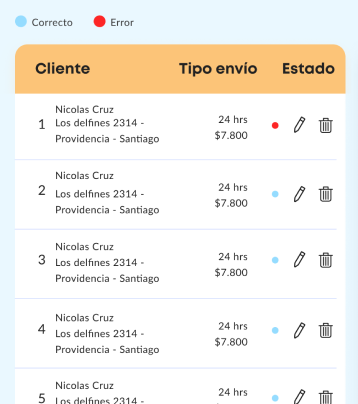 Correcto Error
Cliente Tipo envío Estado
1 Nicolas Cruz
Los delfines 2314 -
Providencia - Santiago
24 hrs
$7.800
2 Nicolas Cruz
Los delfines 2314 -
Providencia - Santiago
24 hrs
$7.800
3 Nicolas Cruz
Los delfines 2314 -
Providencia - Santiago
24 hrs
$7.800
4 Nicolas Cruz
Los delfines 2314 -
Providencia - Santiago
24 hrs
$7.800
5 Nicolas Cruz
Los delfines 2314 -
24 hrs